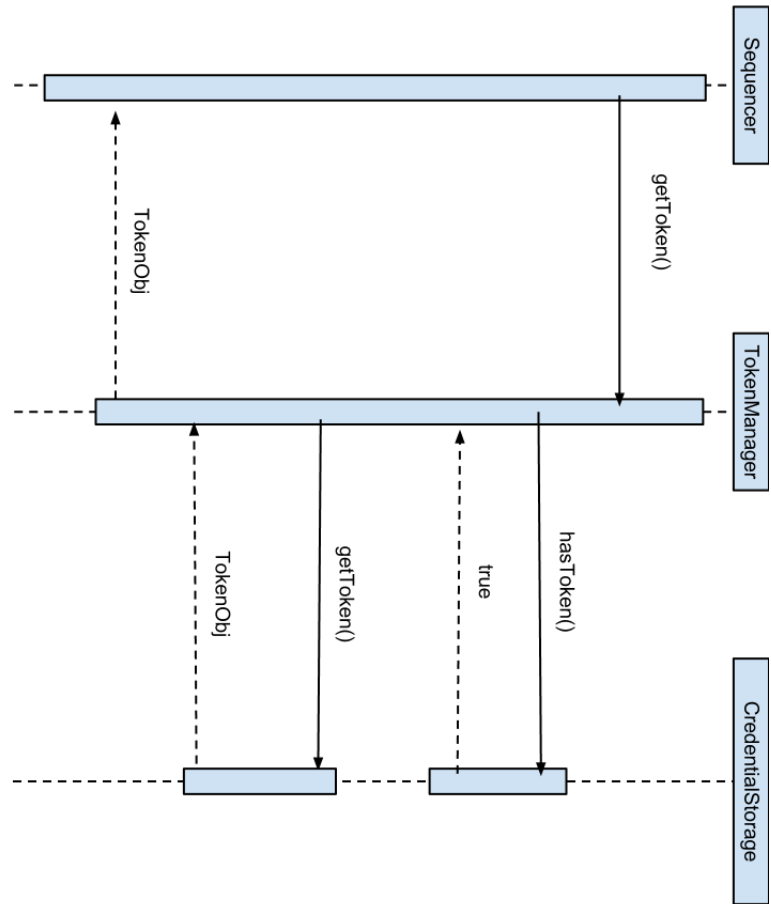 Sequencer
TokenManager
CredentialStorage
getToken()
hasToken()
true
getToken()
TokenObj
TokenObj